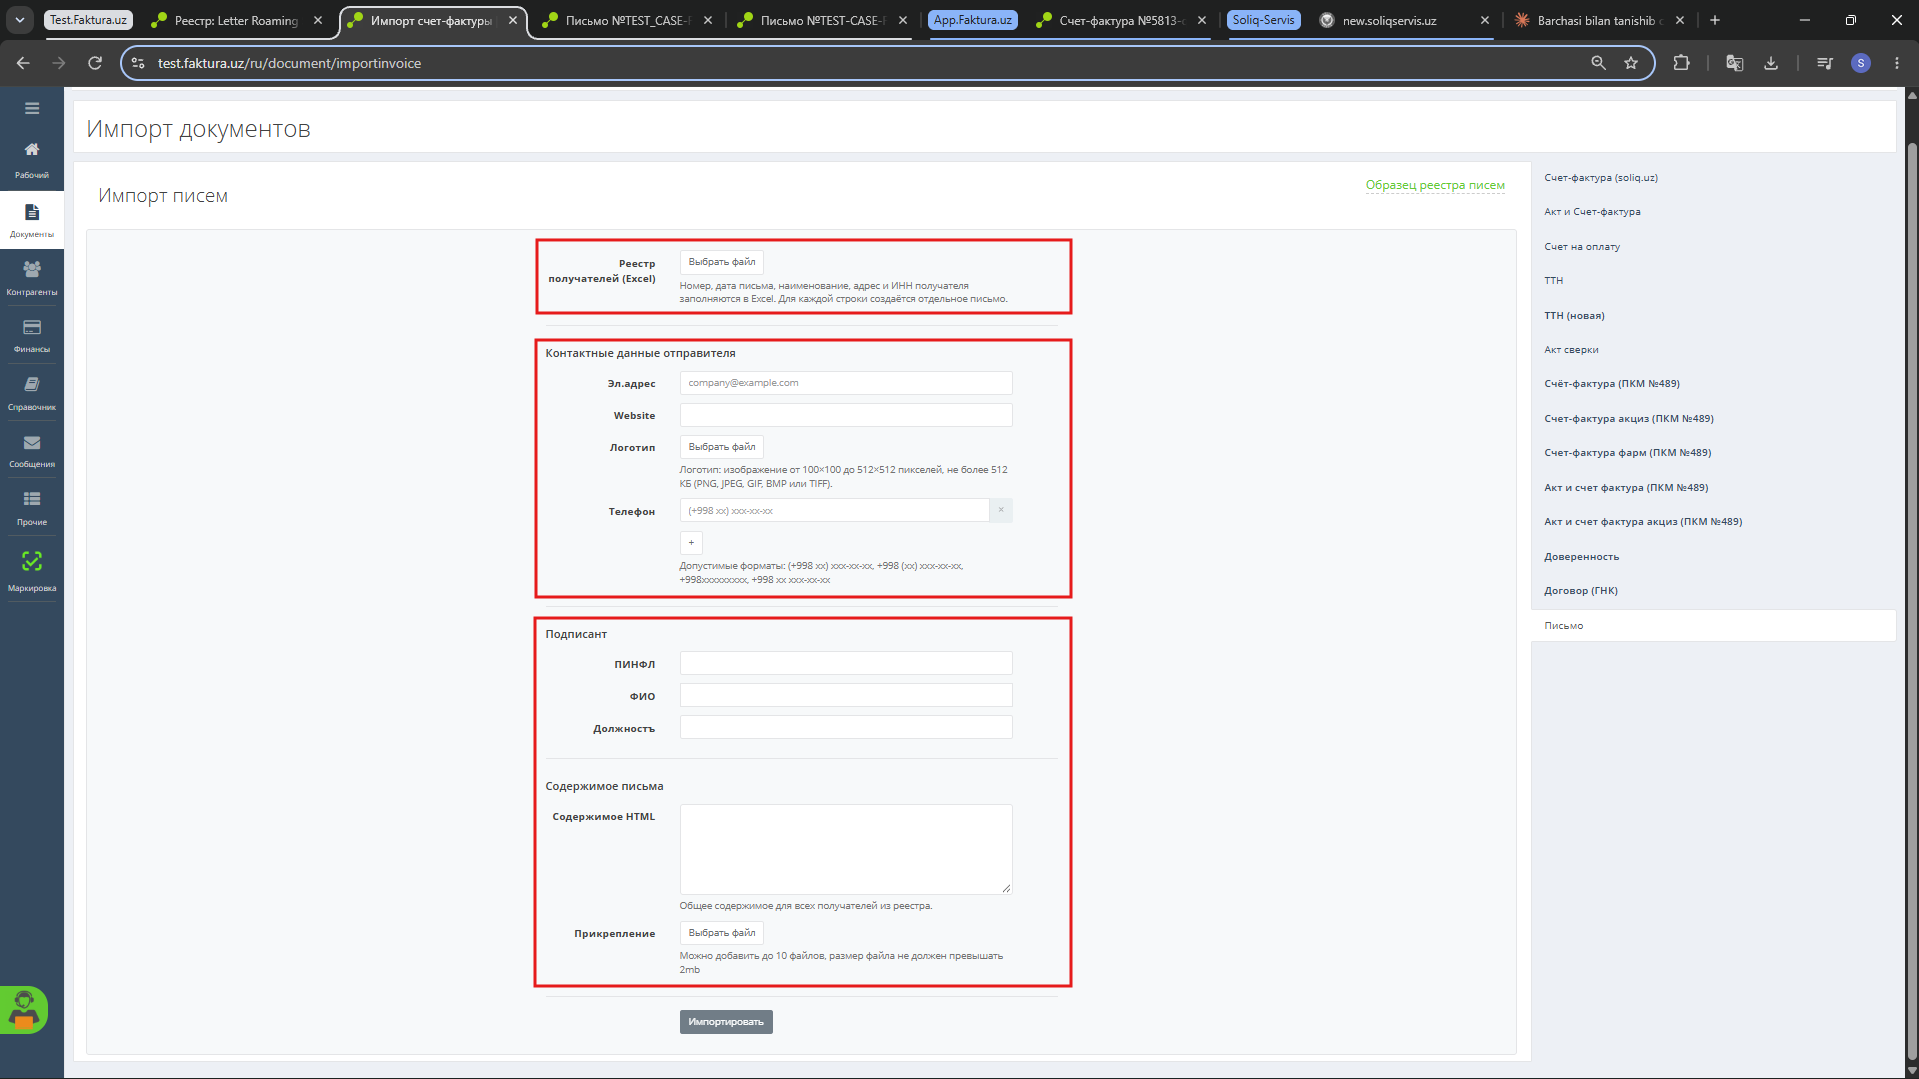 Test.Faktura.uz
Реестр: Letter Roaming
Импорт счет-фактуры
Письмо №TEST_CASE-F
Письмо №TEST-CASE-F
App.Faktura.uz
Счет-фактура №5813-
Soliq-Servis
new.soliqservis.uz
Barchasi bilan tanishib
test.faktura.uz/ru/document/importinvoice
S
Рабочий
Документы
Контрагенты
Финансы
Справочник
Сообщения
Прочие
Маркировка
Импорт документов
Импорт писем
Образец реестра писем
Реестр получателей (Excel)
Выбрать файл
Номер, дата письма, наименование, адрес и ИНН получателя
заполняются в Excel. Для каждой строки создаётся отдельное письмо.
Контактные данные отправителя
Эл.адрес
company@example.com
Website
Логотип
Выбрать файл
Логотип: изображение от 100×100 до 512×512 пикселей, не более 512
КБ (PNG, JPEG, GIF, BMP или TIFF).
Телефон
(+998 xx) xxx-xx-xx
×
+
Допустимые форматы: (+998 xx) xxx-xx-xx, +998 (xx) xxx-xx-xx,
+998xxxxxxxxx, +998 xx xxx-xx-xx
Подписант
ПИНФЛ
ФИО
Должностъ
Содержимое письма
Содержимое HTML
Общее содержимое для всех получателей из реестра.
Прикрепление
Выбрать файл
Можно добавить до 10 файлов, размер файла не должен превышать
2mb
Импортировать
Счет-фактура (soliq.uz)
Акт и Счет-фактура
Счет на оплату
ТТН
ТТН (новая)
Акт сверки
Счёт-фактура (ПКМ №489)
Счет-фактура акциз (ПКМ №489)
Счет-фактура фарм (ПКМ №489)
Акт и счет фактура (ПКМ №489)
Акт и счет фактура акциз (ПКМ №489)
Доверенность
Договор (ГНК)
Письмо